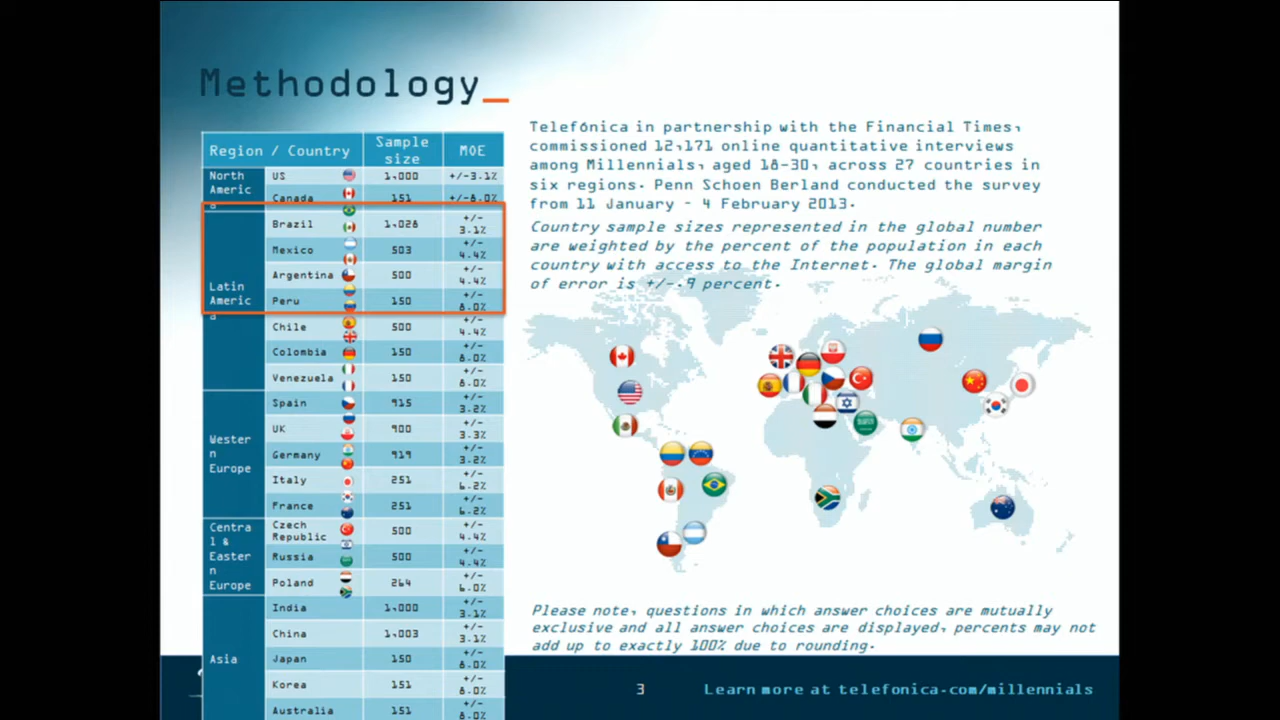 Methodology_
Region / Country Sample size MOE
North Americ a
US 1,000 +/-3.1%
Canada 151 +/-8.0%
Latin Americ a
Brazil 1,028 +/- 3.1%
Mexico 503 +/- 4.4%
Argentina 500 +/- 4.4%
Peru 150 +/- 8.0%
Chile 500 +/- 4.4%
Colombia 150 +/- 8.0%
Venezuela 150 +/- 8.0%
Wester n Europe
Spain 915 +/- 3.2%
UK 900 +/- 3.3%
Germany 919 +/- 3.2%
Italy 251 +/- 6.2%
France 251 +/- 6.2%
Centra l & Easter n Europe
Czech Republic 500 +/- 4.4%
Russia 500 +/- 4.4%
Poland 264 +/- 6.0%
Asia
India 1,000 +/- 3.1%
China 1,003 +/- 3.1%
Japan 150 +/- 8.0%
Korea 151 +/- 8.0%
Australia 151 +/- 8.0%
Telefónica in partnership with the Financial Times,
commissioned 12,171 online quantitative interviews
among Millennials, aged 18-30, across 27 countries in
six regions. Penn Schoen Berland conducted the survey
from 11 January - 4 February 2013.
Country sample sizes represented in the global number
are weighted by the percent of the population in each
country with access to the Internet. The global margin
of error is +/-.9 percent.
Please note, questions in which answer choices are mutually
exclusive and all answer choices are displayed, percents may not
add up to exactly 100% due to rounding.
3
Learn more at telefonica.com/millennials